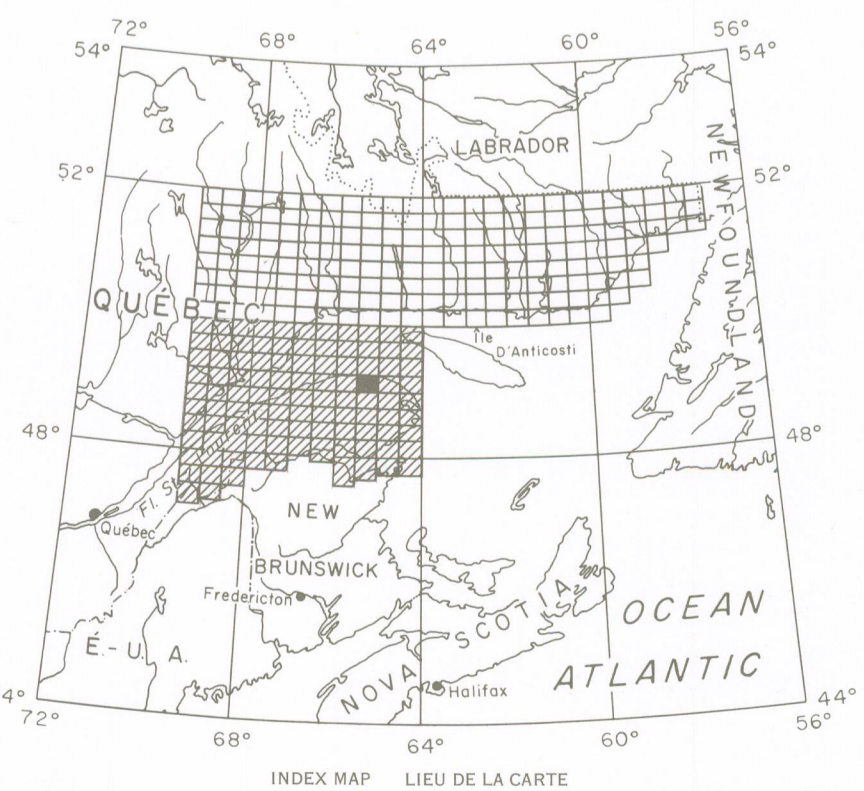 72°
68°
64°
60°
56°
54°
54°
LABRADOR
52°
52°
NEWFOUNDLAND
QUÉBEC
Île
D'Anticosti
48°
48°
Fl. St Laurent
NEW
Québec
BRUNSWICK
Fredericton
É.-U. A.
NOVA SCOTIA
OCEAN
ATLANTIC
Halifax
4°
44°
72°
56°
68°
64°
60°
INDEX MAP LIEU DE LA CARTE